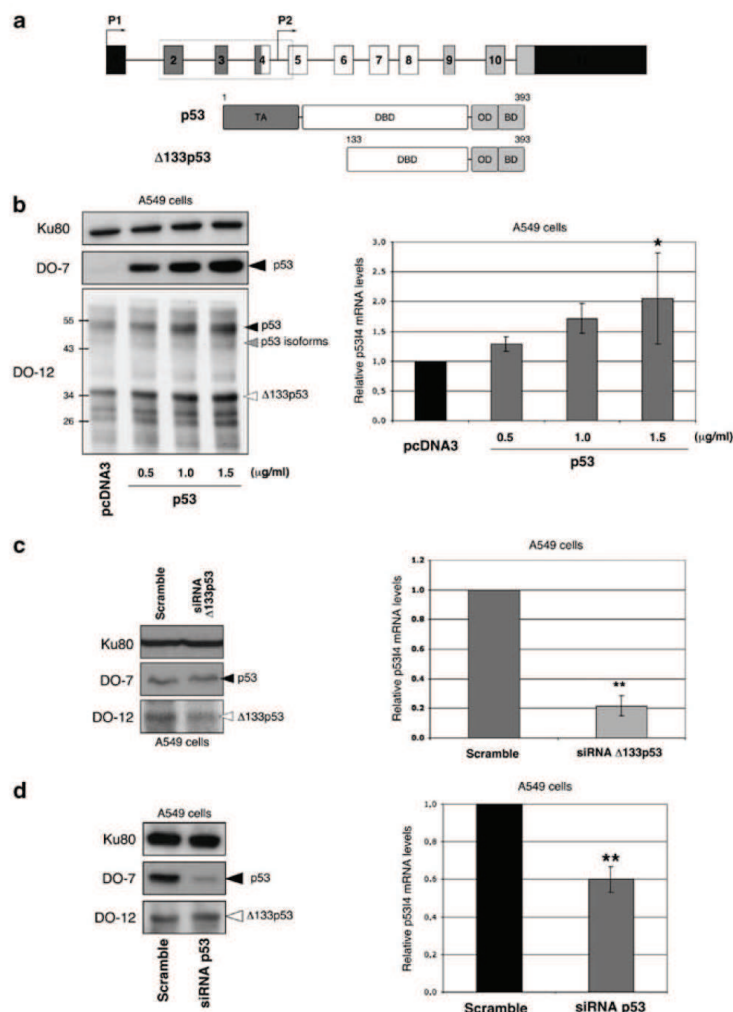 a
P1
P2
2 3 4 5 6 7 8 9 10
1 393
p53 TA DBD OD BD
133 393
Δ133p53 DBD OD BD
b
A549 cells
Ku80
DO-7
p53
DO-12
55
43
34
26
p53
p53 isoforms
Δ133p53
pcDNA3
0.5 1.0 1.5 (µg/ml)
p53
A549 cells
Relative p53I4 mRNA levels
3.0
2.5
2.0
1.5
1.0
0.5
0.0
*
pcDNA3
0.5 1.0 1.5 (µg/ml)
p53
c
Scramble
siRNA
Δ133p53
Ku80
DO-7
p53
DO-12
Δ133p53
A549 cells
A549 cells
Relative p53I4 mRNA levels
1.2
1.0
0.8
0.6
0.4
0.2
0.0
**
Scramble siRNA Δ133p53
d
A549 cells
Ku80
DO-7
p53
DO-12
Δ133p53
Scramble
siRNA p53
A549 cells
Relative p53I4 mRNA levels
1,0
0.2
0.0
**
Scramble siRNA p53